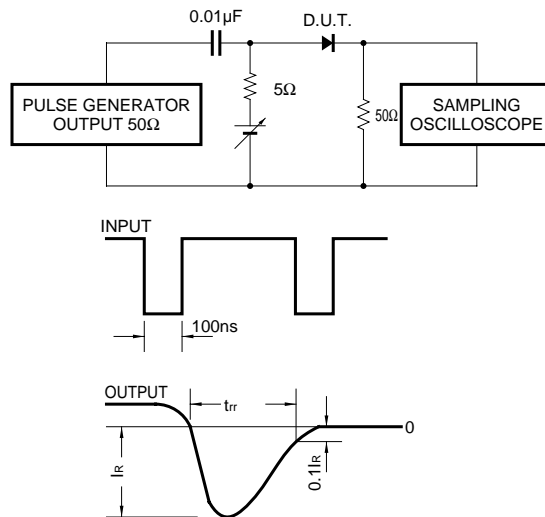 0.01µF
D.U.T.
5Ω
PULSE GENERATOR
OUTPUT 50Ω
50Ω
SAMPLING
OSCILLOSCOPE
INPUT
100ns
OUTPUT
trr
0
IR
0.1IR